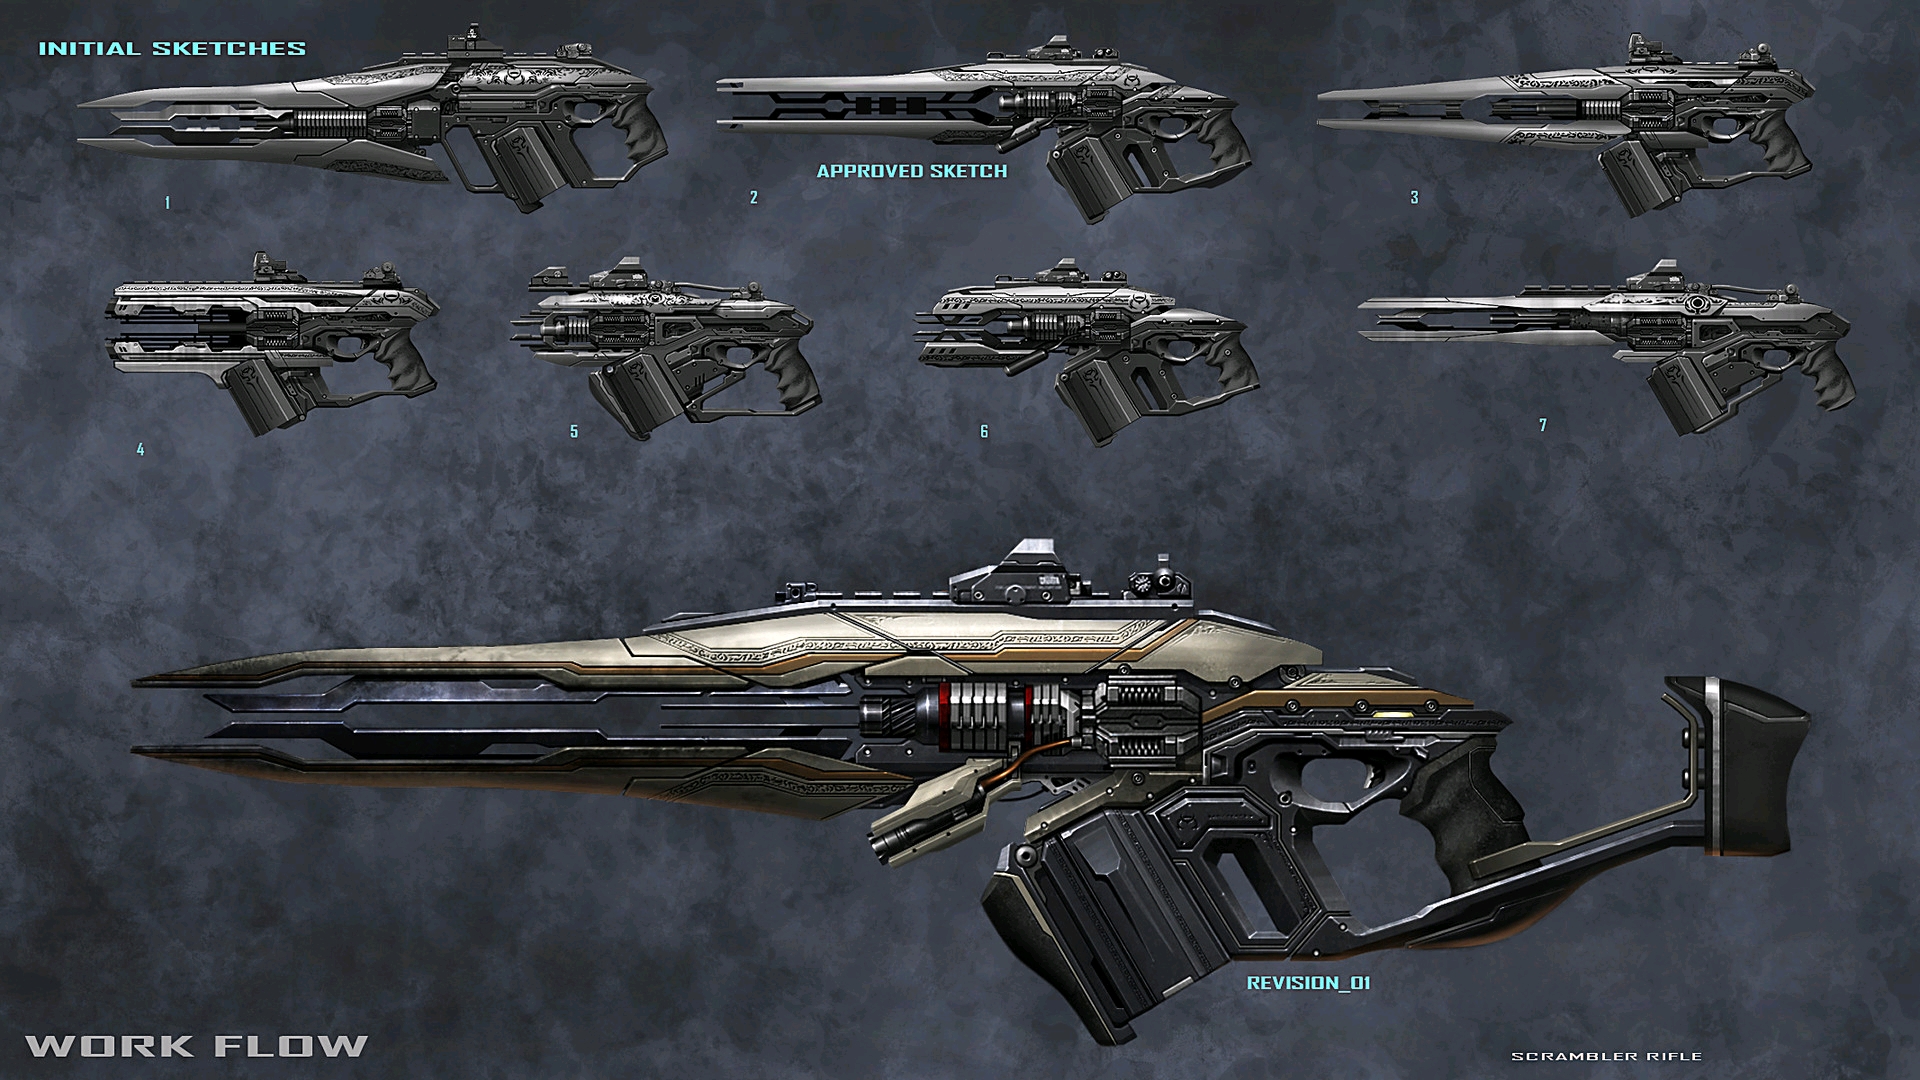 INITIAL SKETCHES
APPROVED SKETCH
1
2
3
4
5
6
7
REVISION_01
WORK FLOW
SCRAMBLER RIFLE